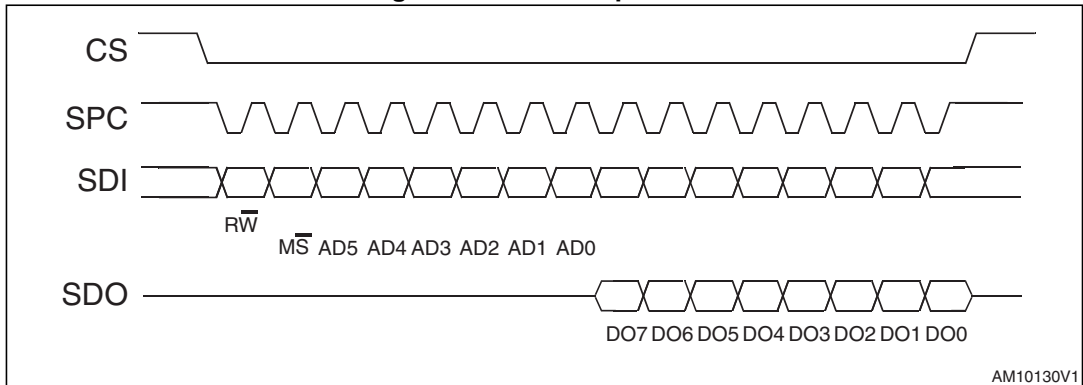 CS
SPC
SDI
RW
MS AD5 AD4 AD3 AD2 AD1 AD0
SDO
DO7 DO6 DO5 DO4 DO3 DO2 DO1 DO0
AM10130V1